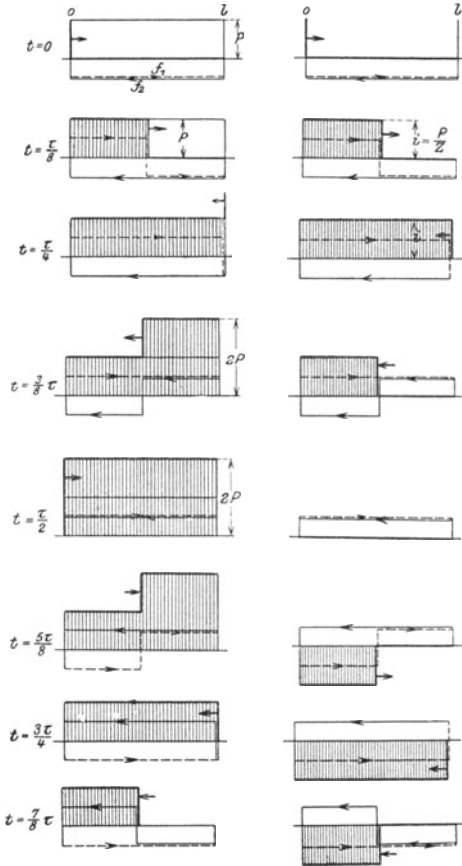 o l o l
t=0 P
f₁
f₂
t=τ/8 P i=P/Z
t=τ/4 i
t=3/8 τ 2P
t=τ/2 2P
t=5τ/8
t=3τ/4
t=7/8 τ